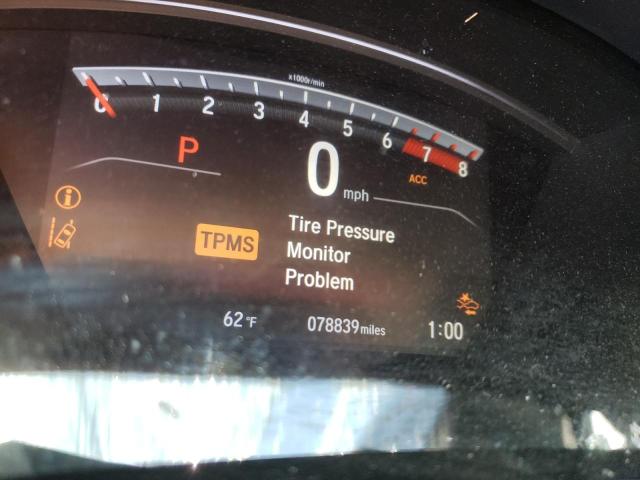 x1000r/min
0 1 2 3 4 5 6 7 8
P
0 mph
ACC
i
TPMS
Tire Pressure
Monitor
Problem
62°F 078839 miles 1:00